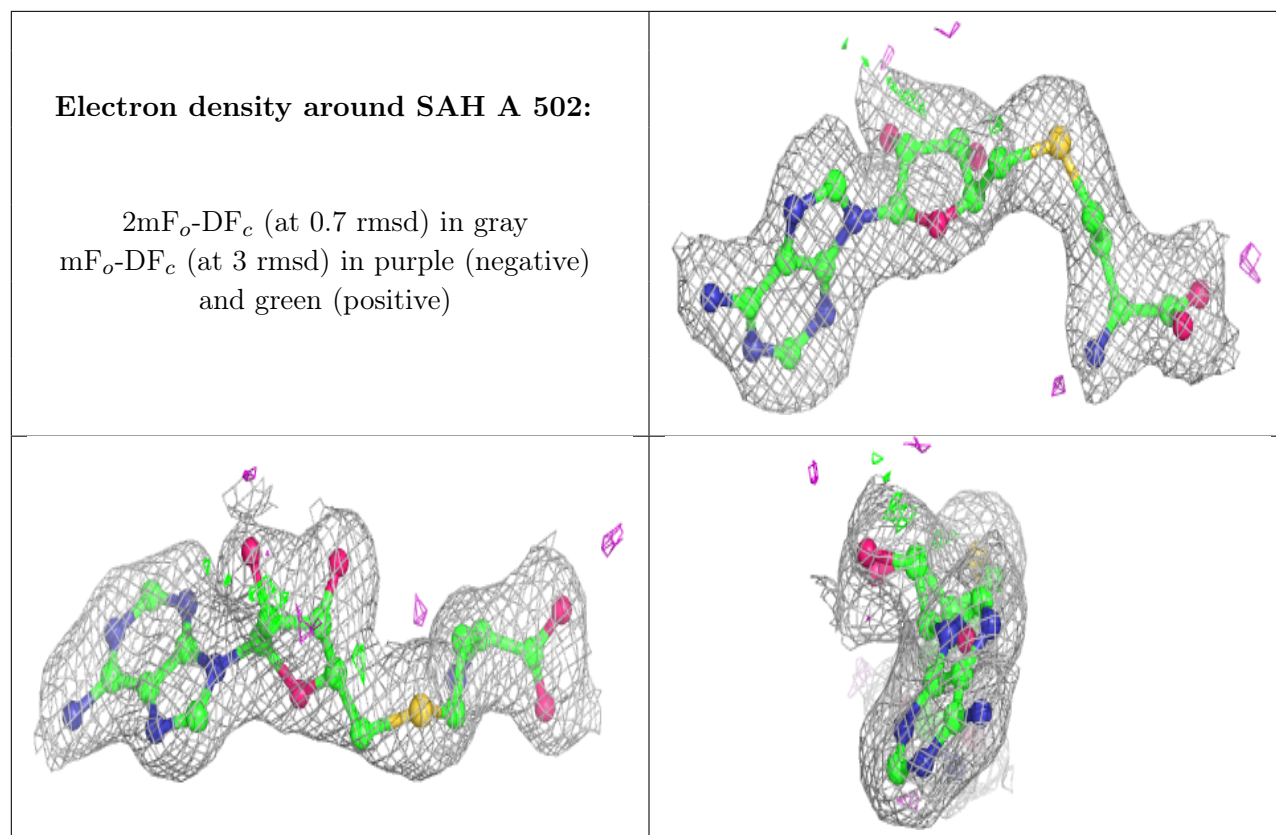 Electron density around SAH A 502:
2mFo-DFc (at 0.7 rmsd) in gray
mFo-DFc (at 3 rmsd) in purple (negative)
and green (positive)